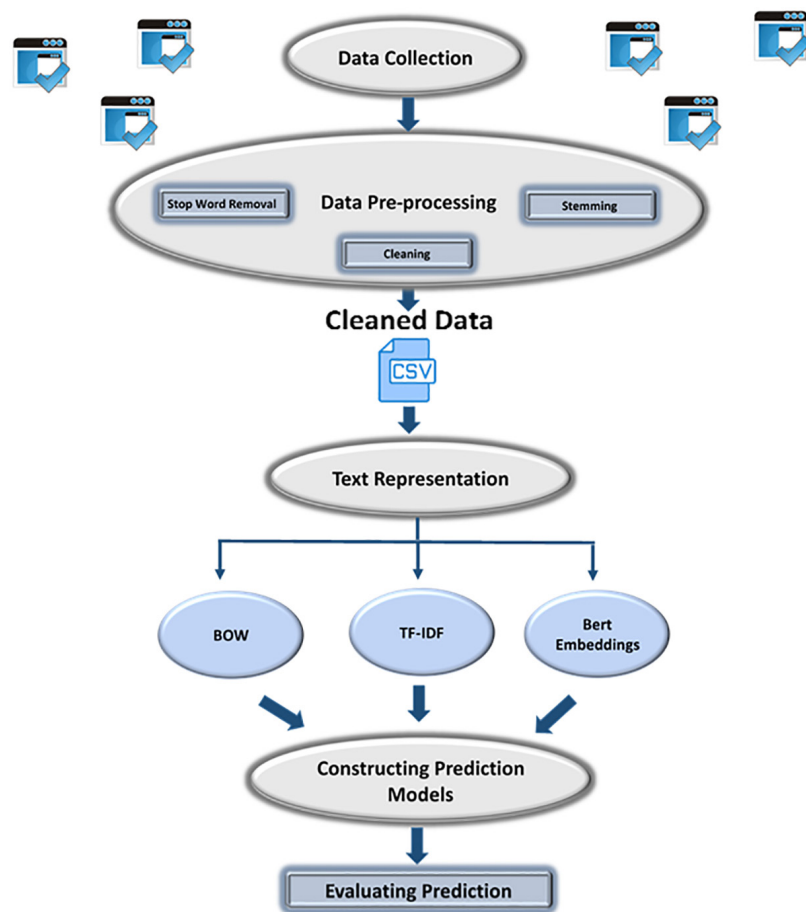 Data Collection
Stop Word Removal
Data Pre-processing
Stemming
Cleaning
Cleaned Data
CSV
Text Representation
BOW
TF-IDF
Bert
Embeddings
Constructing Prediction
Models
Evaluating Prediction